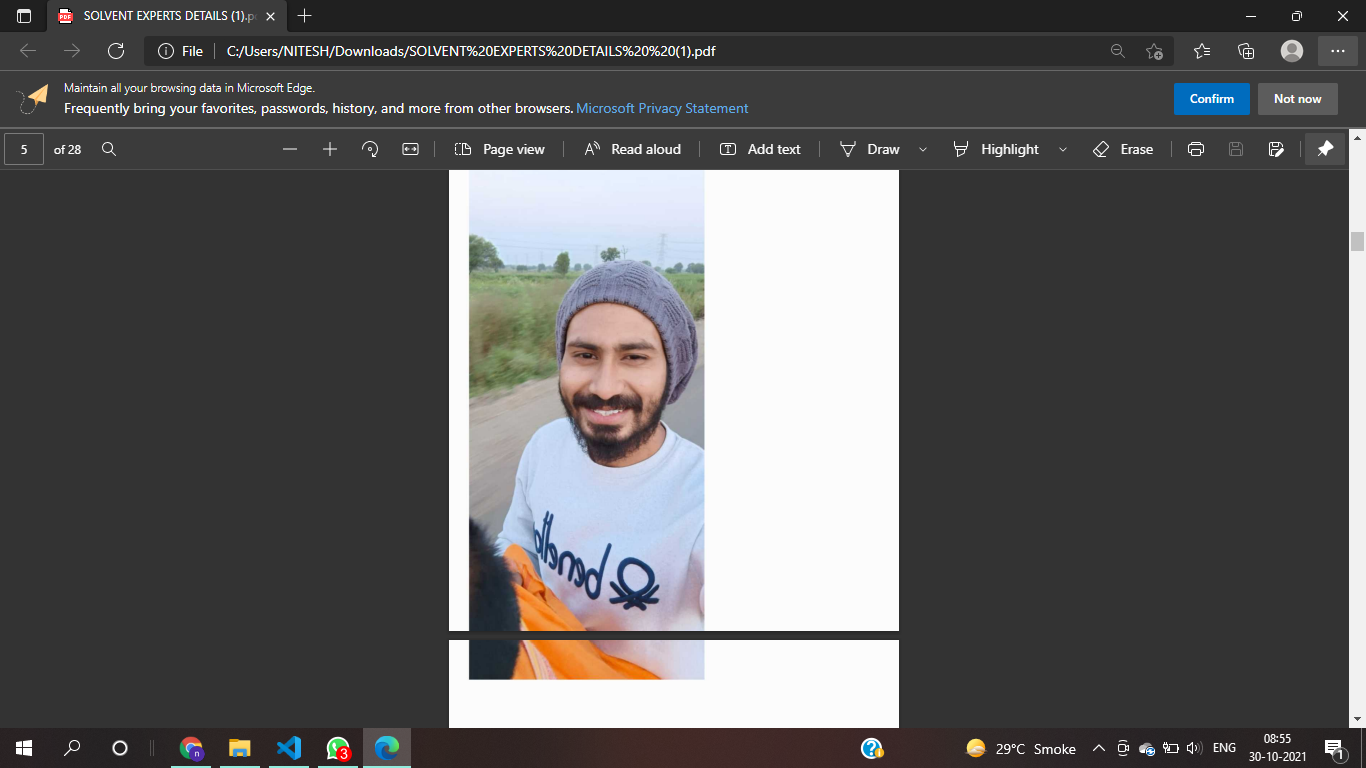 SOLVENT EXPERTS DETAILS (1).p
File
C:/Users/NITESH/Downloads/SOLVENT%20EXPERTS%20DETAILS%20%20(1).pdf
Maintain all your browsing data in Microsoft Edge.
Frequently bring your favorites, passwords, history, and more from other browsers. Microsoft Privacy Statement
Confirm
Not now
5 of 28
Page view
Read aloud
Add text
Draw
Highlight
Erase
benetto
3
29°C Smoke
ENG
08:55
30-10-2021
1